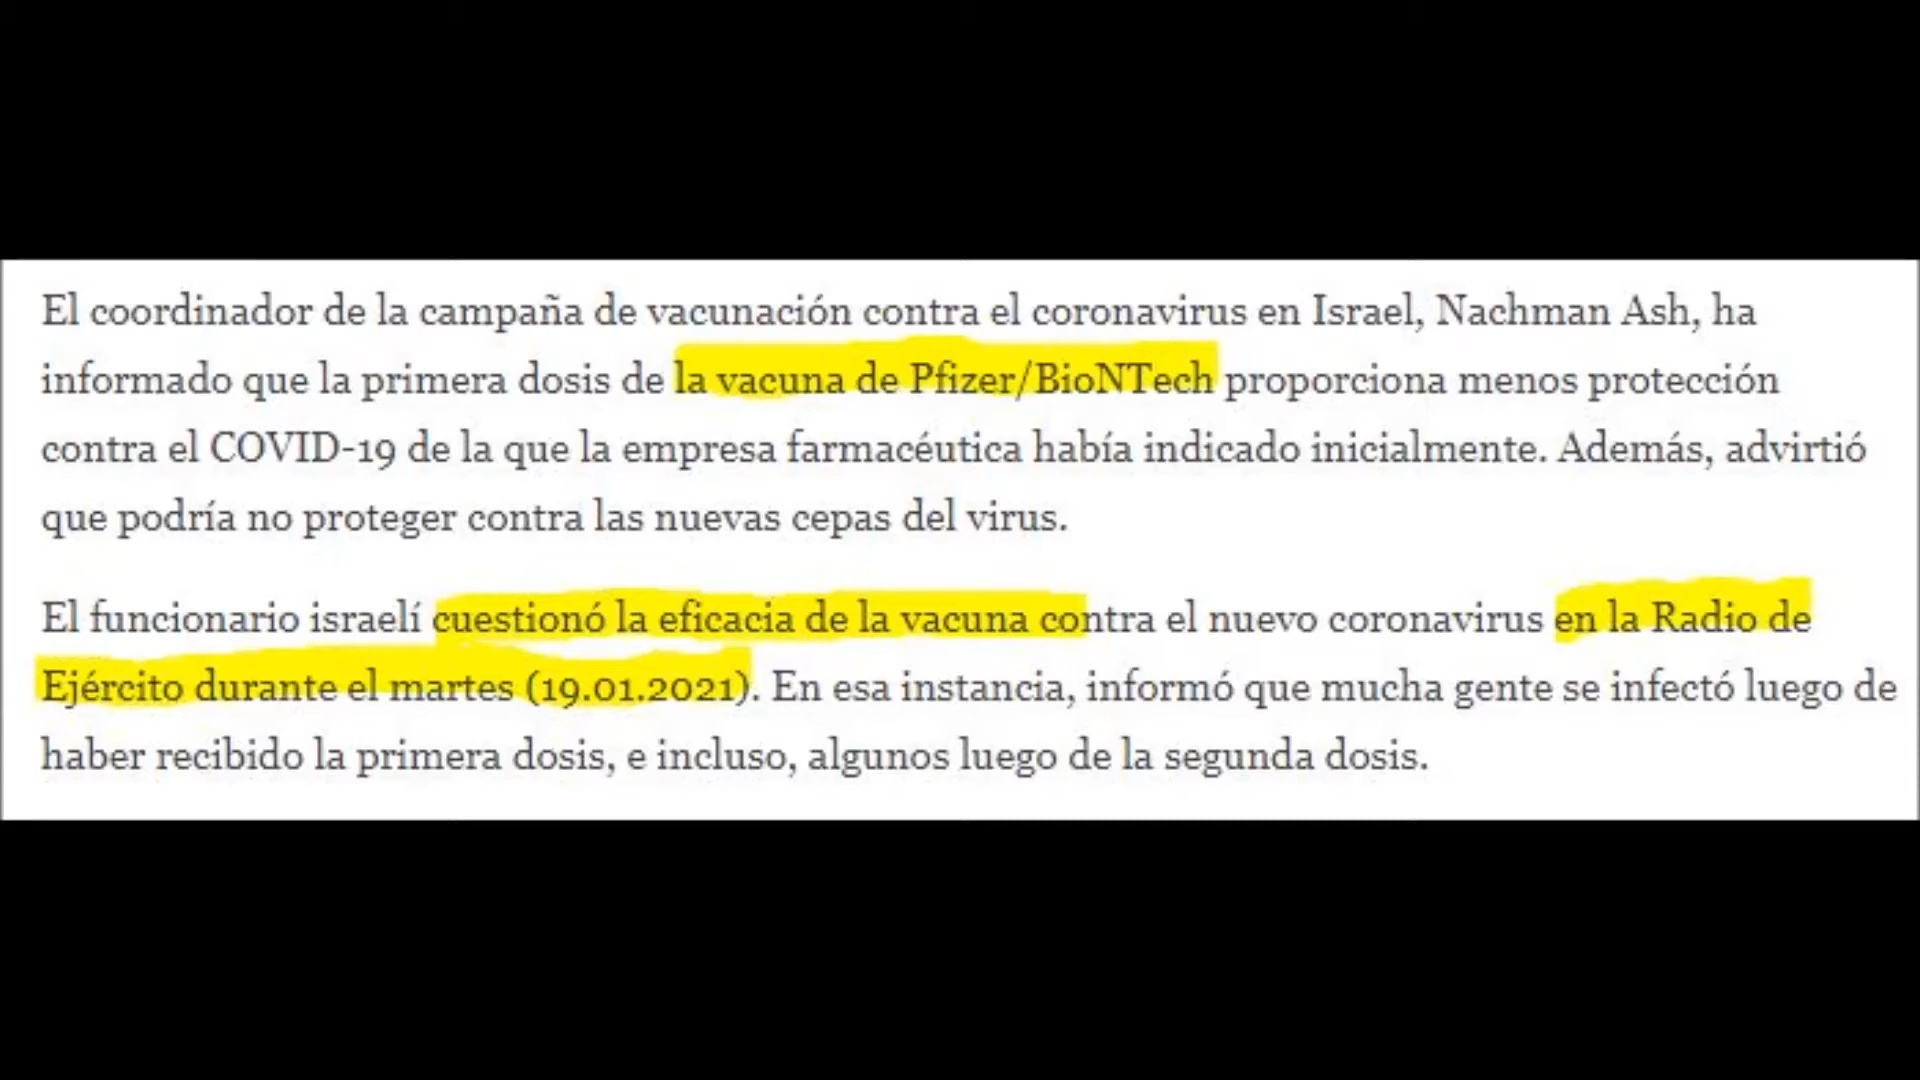 El coordinador de la campaña de vacunación contra el coronavirus en Israel, Nachman Ash, ha
informado que la primera dosis de la vacuna de Pfizer/BioNTech proporciona menos protección
contra el COVID-19 de la que la empresa farmacéutica había indicado inicialmente. Además, advirtió
que podría no proteger contra las nuevas cepas del virus.
El funcionario israelí cuestionó la eficacia de la vacuna contra el nuevo coronavirus en la Radio de
Ejército durante el martes (19.01.2021). En esa instancia, informó que mucha gente se infectó luego de
haber recibido la primera dosis, e incluso, algunos luego de la segunda dosis.